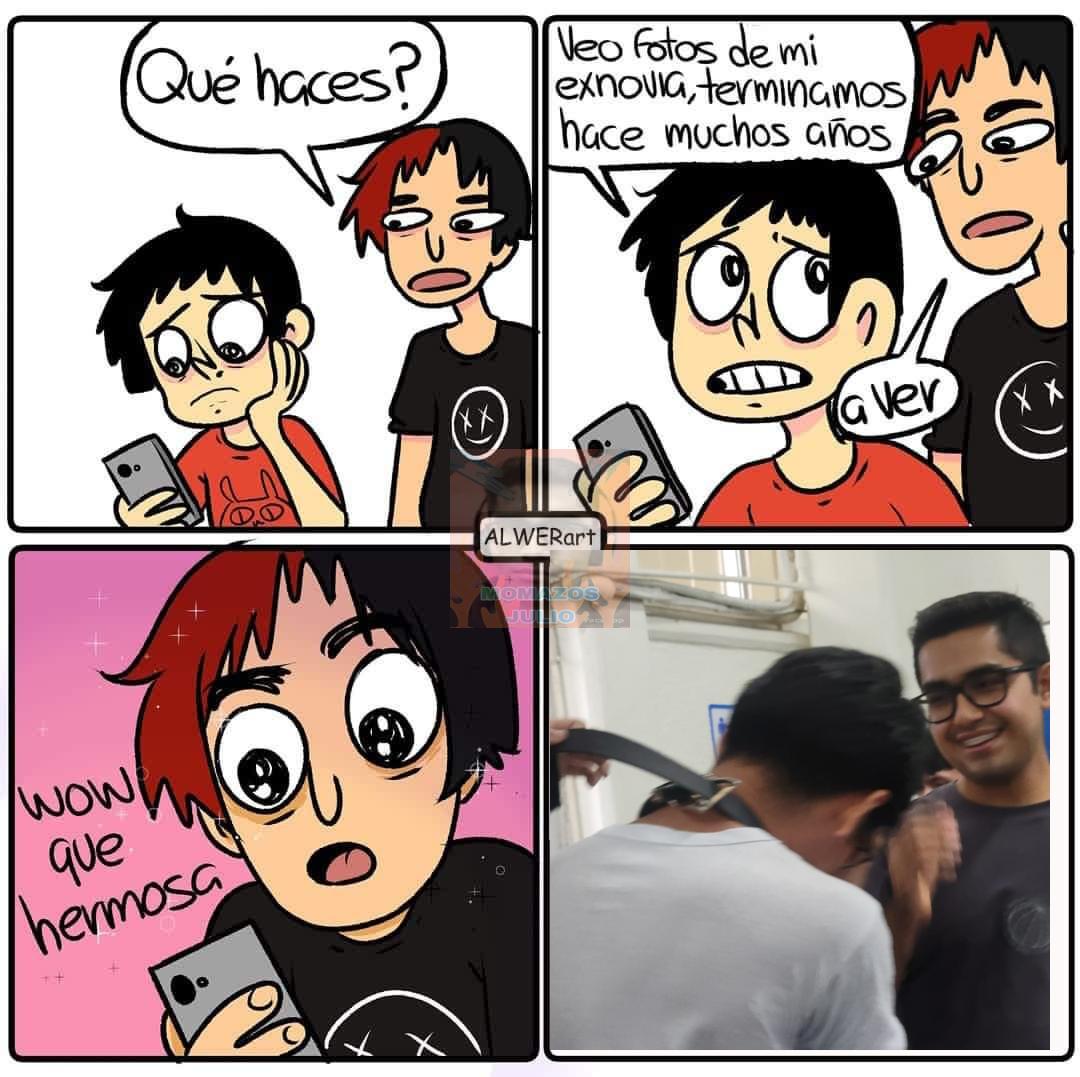 Qué haces?
Veo fotos de mi
exnovia, terminamos
hace muchos años
a ver
ALWERart
MOMAZOS
JULIO
wow
que
hermosa